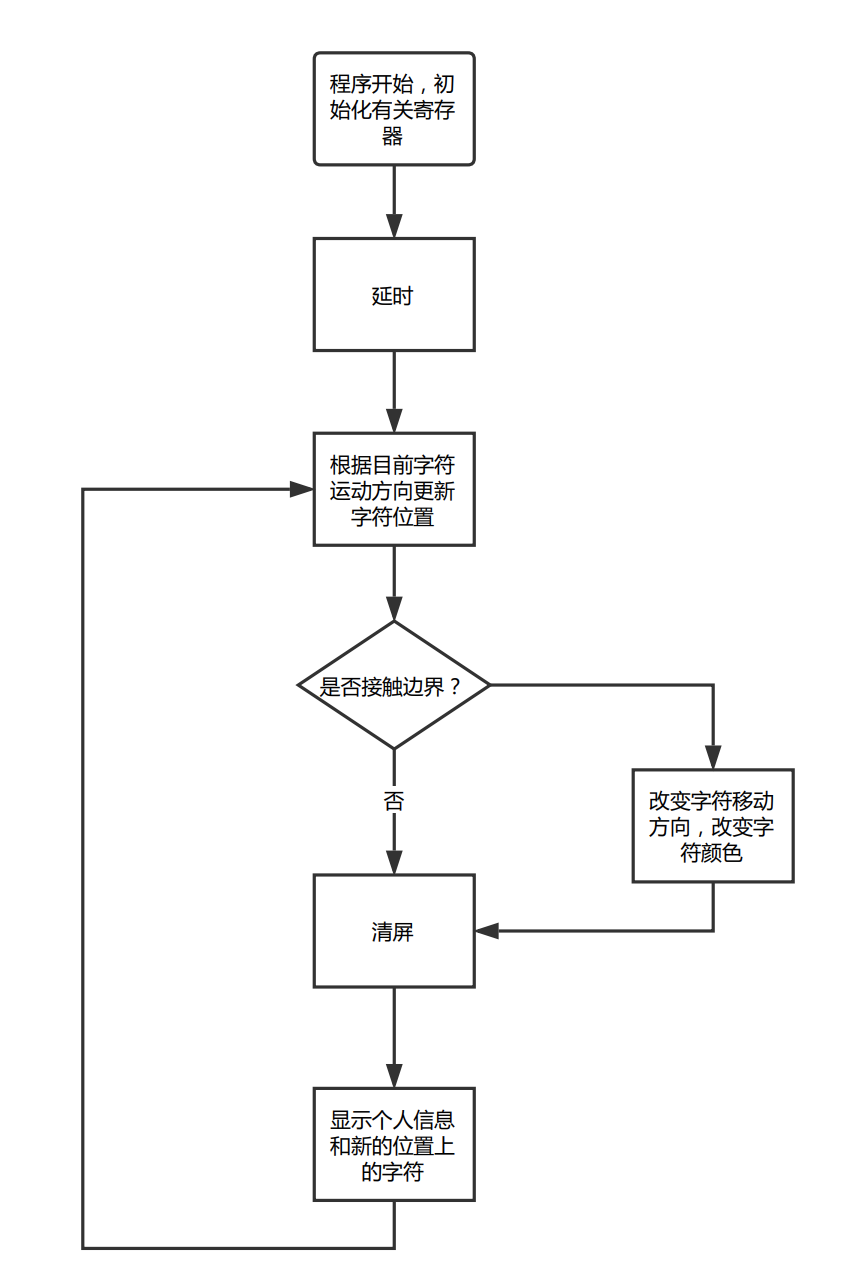 程序开始，初
始化有关寄存
器
延时
根据目前字符
运动方向更新
字符位置
是否接触边界？
否
改变字符移动
方向，改变字
符颜色
清屏
显示个人信息
和新的位置上
的字符